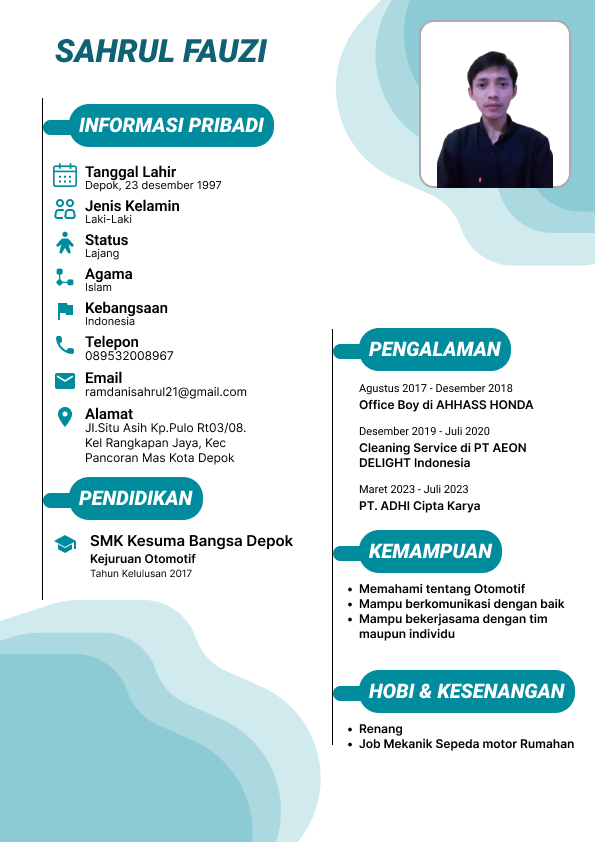 SAHRUL FAUZI
INFORMASI PRIBADI
Tanggal Lahir
Depok, 23 desember 1997
Jenis Kelamin
Laki-Laki
Status
Lajang
Agama
Islam
Kebangsaan
Indonesia
Telepon
089532008967
Email
ramdanisahrul21@gmail.com
Alamat
Jl.Situ Asih Kp.Pulo Rt03/08.
Kel Rangkapan Jaya, Kec
Pancoran Mas Kota Depok
PENDIDIKAN
SMK Kesuma Bangsa Depok
Kejuruan Otomotif
Tahun Kelulusan 2017
PENGALAMAN
Agustus 2017 - Desember 2018
Office Boy di AHHASS HONDA
Desember 2019 - Juli 2020
Cleaning Service di PT AEON
DELIGHT Indonesia
Maret 2023 - Juli 2023
PT. ADHI Cipta Karya
KEMAMPUAN
• Memahami tentang Otomotif
• Mampu berkomunikasi dengan baik
• Mampu bekerjasama dengan tim
maupun individu
HOBI & KESENANGAN
• Renang
• Job Mekanik Sepeda motor Rumahan